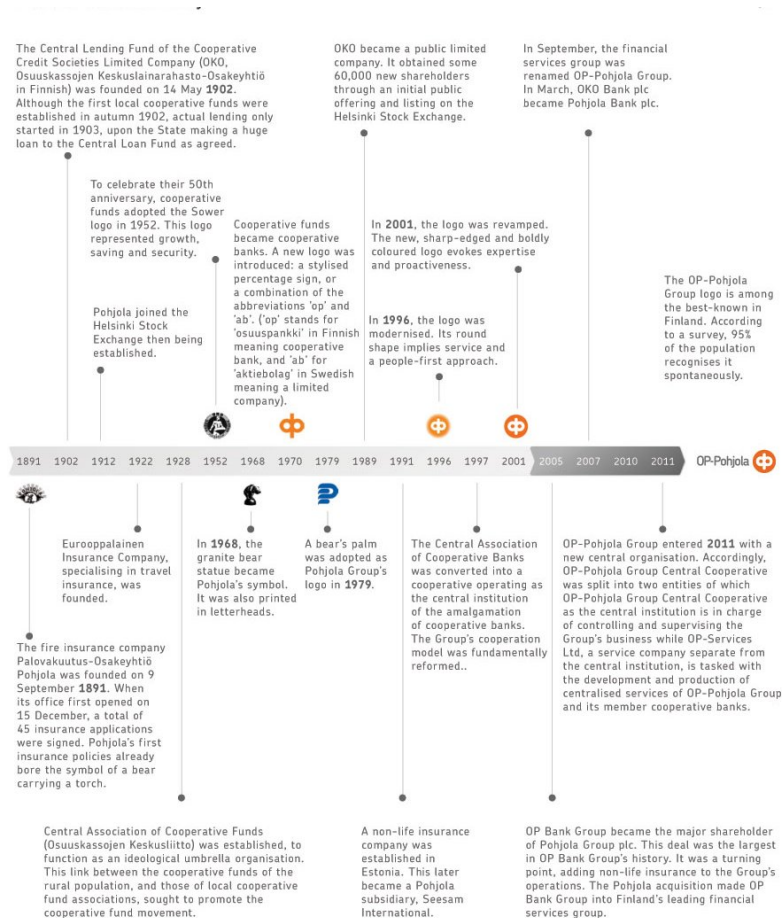 The Central Lending Fund of the Cooperative
Credit Societies Limited Company (OKO,
Osuuskassojen Keskuslainarahasto-Osakeyhtiö
in Finnish) was founded on 14 May 1902.
Although the first local cooperative funds were
established in autumn 1902, actual lending only
started in 1903, upon the State making a huge
loan to the Central Loan Fund as agreed.
OKO became a public limited
company. It obtained some
60,000 new shareholders
through an initial public
offering and listing on the
Helsinki Stock Exchange.
In September, the financial
services group was
renamed OP-Pohjola Group.
In March, OKO Bank plc
became Pohjola Bank plc.
To celebrate their 50th
anniversary, cooperative
funds adopted the Sower
logo in 1952. This logo
represented growth,
saving and security.
Pohjola joined the
Helsinki Stock
Exchange then being
established.
Cooperative funds
became cooperative
banks. A new logo was
introduced: a stylised
percentage sign, or
a combination of the
abbreviations 'op' and
'ab'. ('op' stands for
'osuuspankki' in Finnish
meaning cooperative
bank, and 'ab' for
'aktiebolag' in Swedish
meaning a limited
company).
In 2001, the logo was revamped.
The new, sharp-edged and boldly
coloured logo evokes expertise
and proactiveness.
In 1996, the logo was
modernised. Its round
shape implies service and
a people-first approach.
The OP-Pohjola
Group logo is among
the best-known in
Finland. According
to a survey, 95%
of the population
recognises it
spontaneously.
1891 1902 1912 1922 1928 1952 1968 1970 1979 1989 1991 1996 1997 2001 2005 2007 2010 2011 OP-Pohjola
Eurooppalainen
Insurance Company,
specialising in travel
insurance, was
founded.
In 1968, the
granite bear
statue became
Pohjola's symbol.
It was also printed
in letterheads.
A bear's palm
was adopted as
Pohjola Group's
logo in 1979.
The Central Association
of Cooperative Banks
was converted into a
cooperative operating as
the central institution
of the amalgamation
of cooperative banks.
The Group's cooperation
model was fundamentally
reformed..
OP-Pohjola Group entered 2011 with a
new central organisation. Accordingly,
OP-Pohjola Group Central Cooperative
was split into two entities of which
OP-Pohjola Group Central Cooperative
as the central institution is in charge
of controlling and supervising the
Group's business while OP-Services
Ltd, a service company separate from
the central institution, is tasked with
the development and production of
centralised services of OP-Pohjola Group
and its member cooperative banks.
The fire insurance company
Palovakuutus-Osakeyhtiö
Pohjola was founded on 9
September 1891. When
its office first opened on
15 December, a total of
45 insurance applications
were signed. Pohjola's first
insurance policies already
bore the symbol of a bear
carrying a torch.
Central Association of Cooperative Funds
(Osuuskassojen Keskusliitto) was established, to
function as an ideological umbrella organisation.
This link between the cooperative funds of the
rural population, and those of local cooperative
fund associations, sought to promote the
cooperative fund movement.
A non-life insurance
company was
established in
Estonia. This later
became a Pohjola
subsidiary, Seesam
International.
OP Bank Group became the major shareholder
of Pohjola Group plc. This deal was the largest
in OP Bank Group's history. It was a turning
point, adding non-life insurance to the Group's
operations. The Pohjola acquisition made OP
Bank Group into Finland's leading financial
services group.